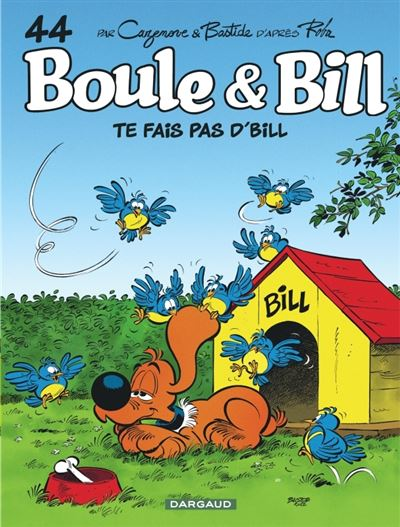 44 PAR Cazenove & Bastide D'APRÈS Roba
Boule & Bill
TE FAIS PAS D'BILL
BILL
DARGAUD